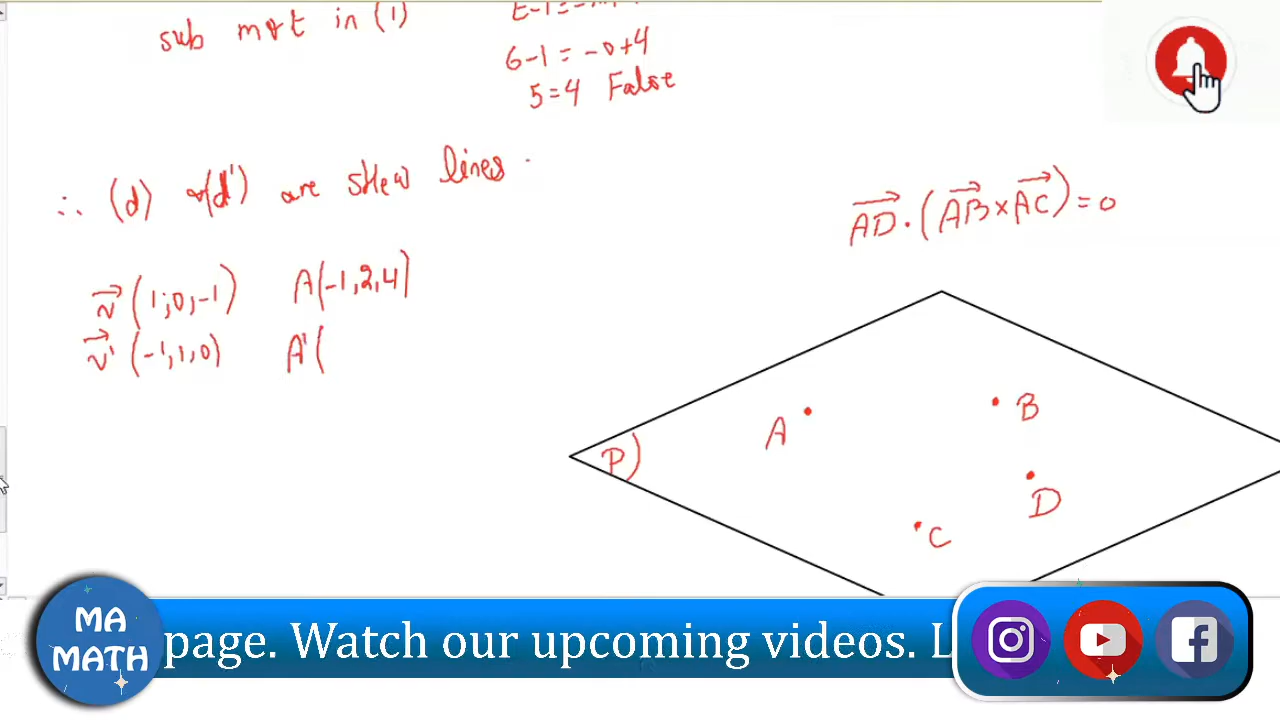 sub m & t in (1)
6-1 = -0+4
5=4 False
∴ (d) & (d') are skew lines.
v⃗ (1,0,-1) A(-1,2,4)
v⃗' (-1,1,0) A'(
AD⃗ · (AB⃗ × AC⃗) = 0
A
B
P)
D
C
MA
MATH
page. Watch our upcoming videos. L